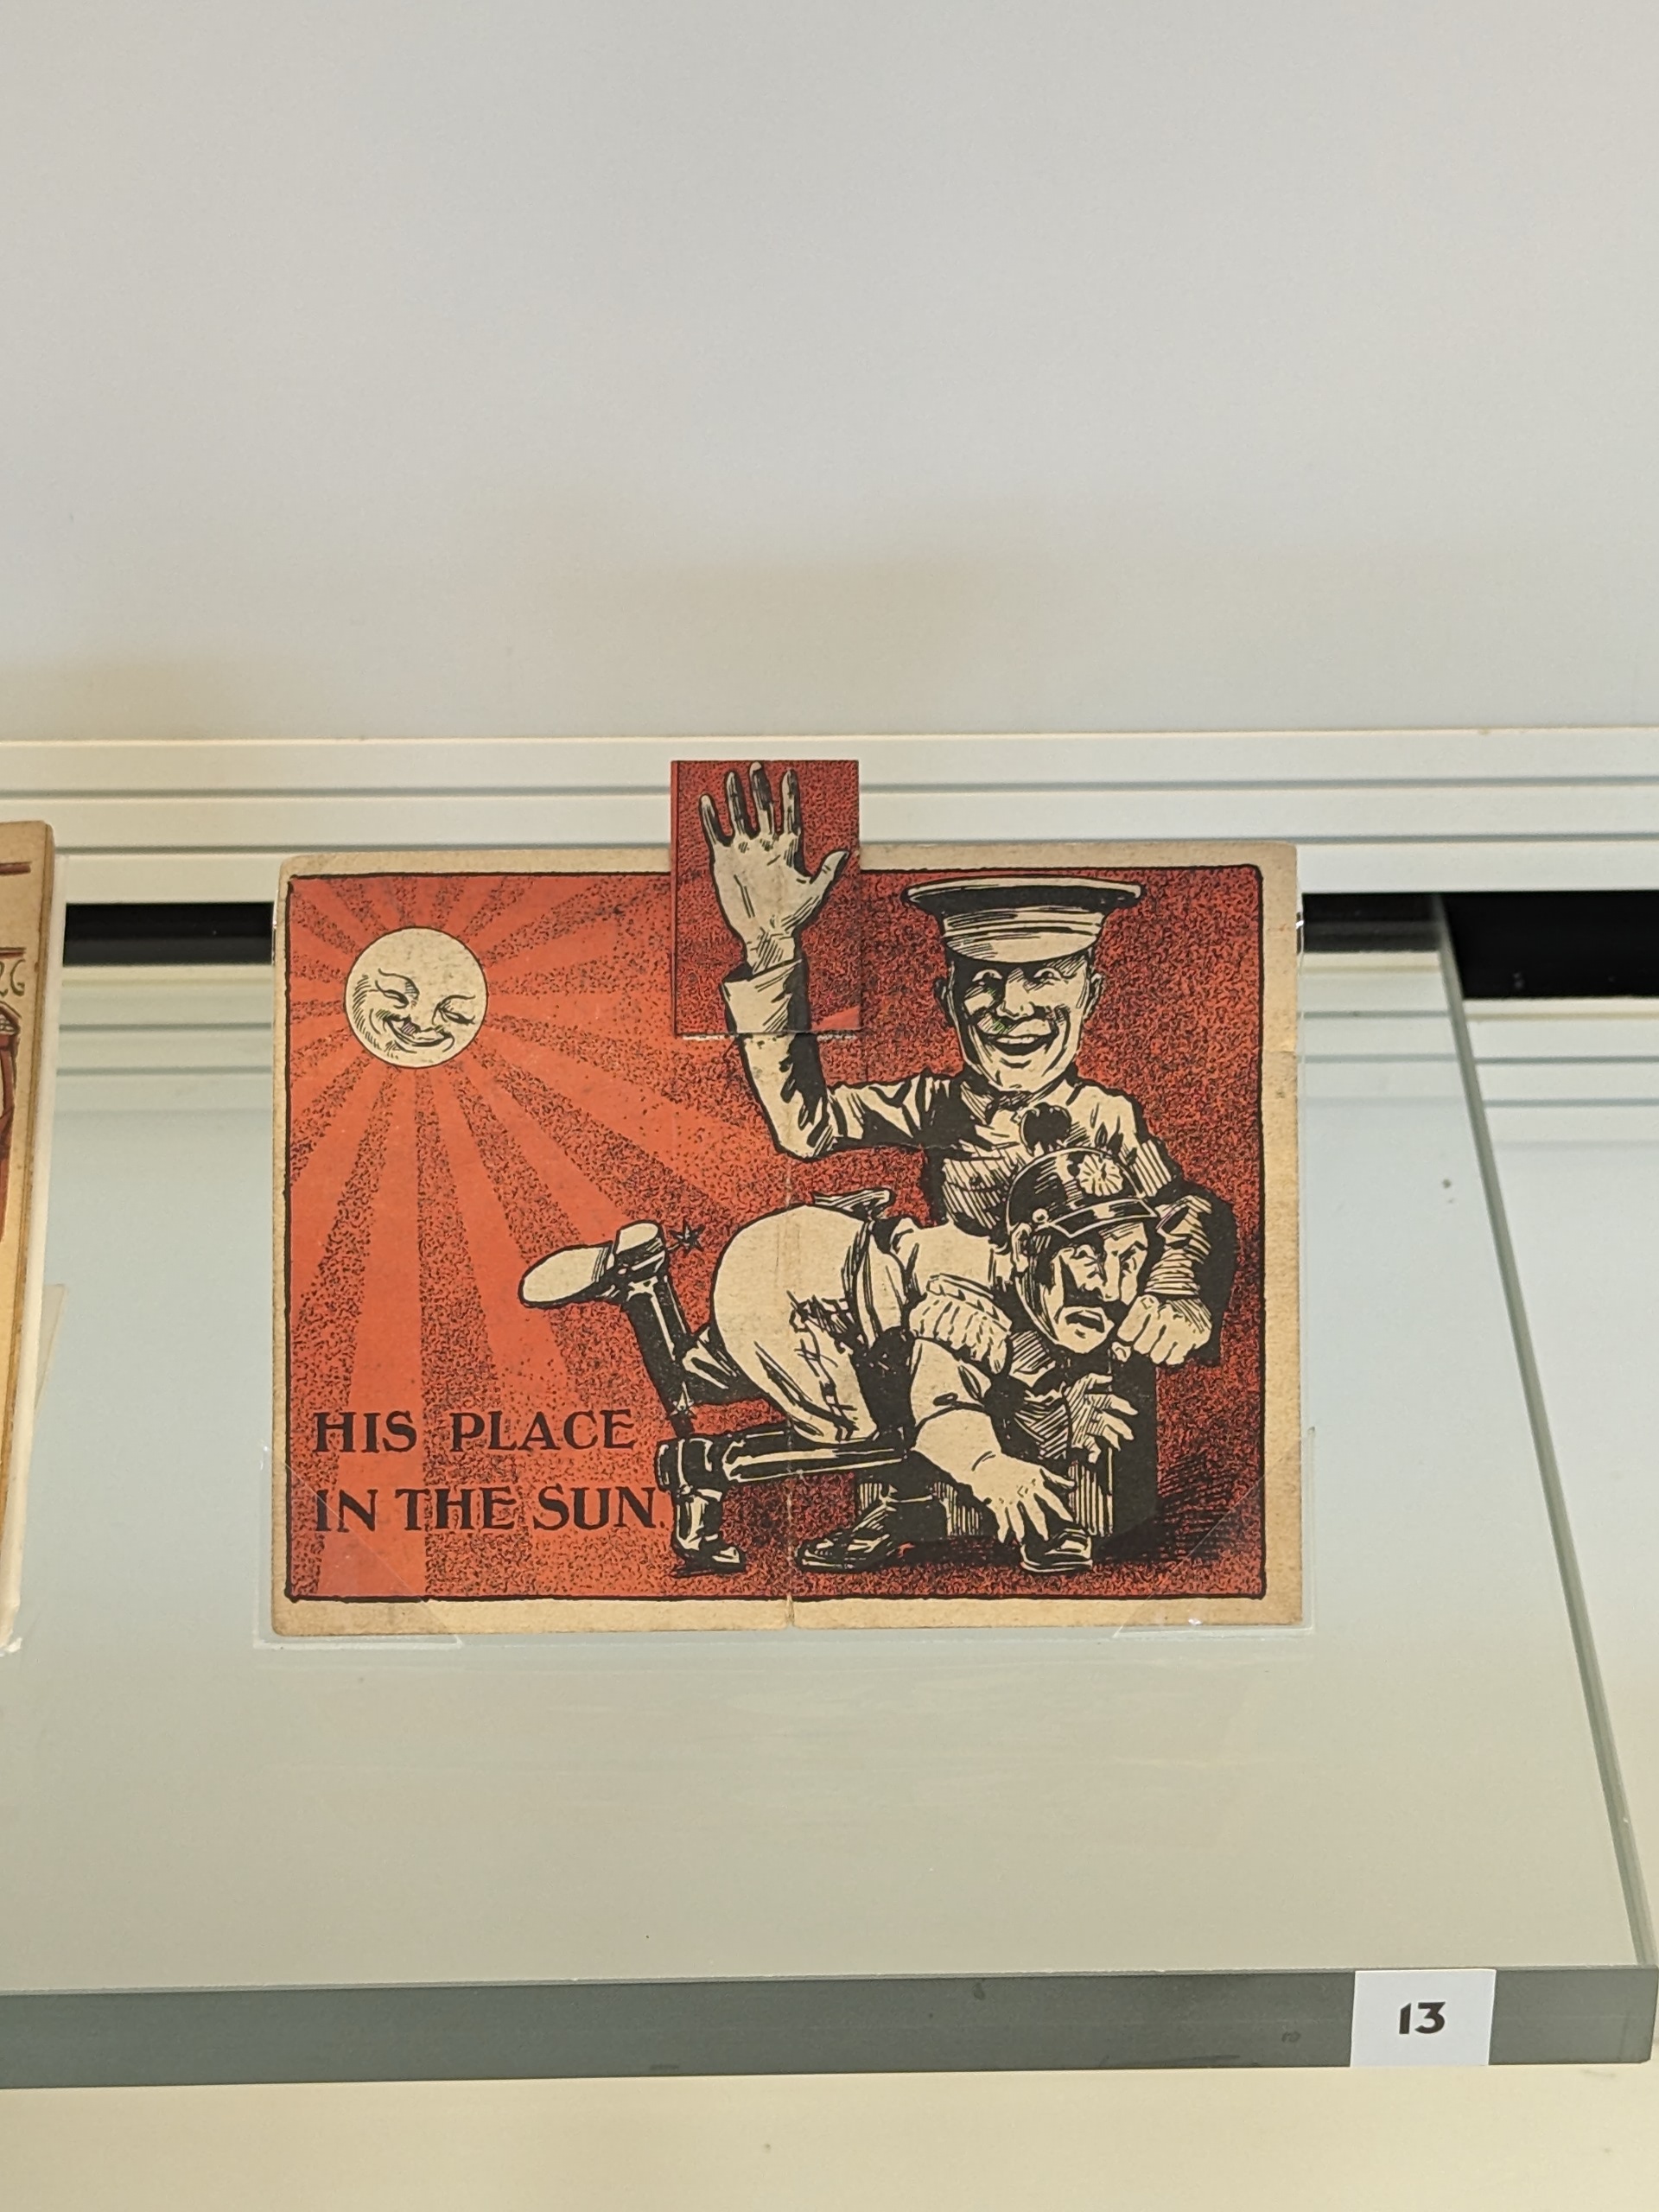 HIS PLACE
IN THE SUN.
13